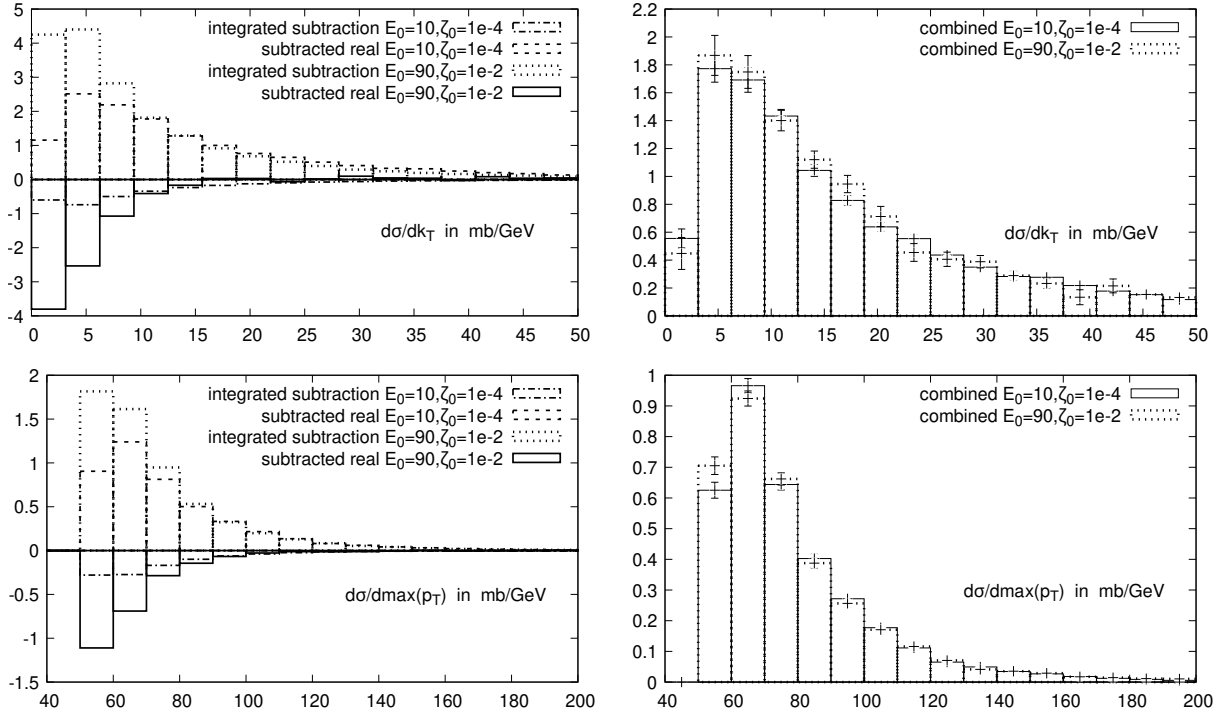 5
4
3
2
1
0
-1
-2
-3
-4
integrated subtraction E0=10,ζ0=1e-4
subtracted real E0=10,ζ0=1e-4
integrated subtraction E0=90,ζ0=1e-2
subtracted real E0=90,ζ0=1e-2
dσ/dkT in mb/GeV
0 5 10 15 20 25 30 35 40 45 50
2.2
2
1.8
1.6
1.4
1.2
1
0.8
0.6
0.4
0.2
0
combined E0=10,ζ0=1e-4
combined E0=90,ζ0=1e-2
dσ/dkT in mb/GeV
0 5 10 15 20 25 30 35 40 45 50
2
1.5
1
0.5
0
-0.5
-1
-1.5
integrated subtraction E0=10,ζ0=1e-4
subtracted real E0=10,ζ0=1e-4
integrated subtraction E0=90,ζ0=1e-2
subtracted real E0=90,ζ0=1e-2
dσ/dmax(pT) in mb/GeV
40 60 80 100 120 140 160 180 200
1
0.9
0.8
0.7
0.6
0.5
0.4
0.3
0.2
0.1
0
combined E0=10,ζ0=1e-4
combined E0=90,ζ0=1e-2
dσ/dmax(pT) in mb/GeV
40 60 80 100 120 140 160 180 200